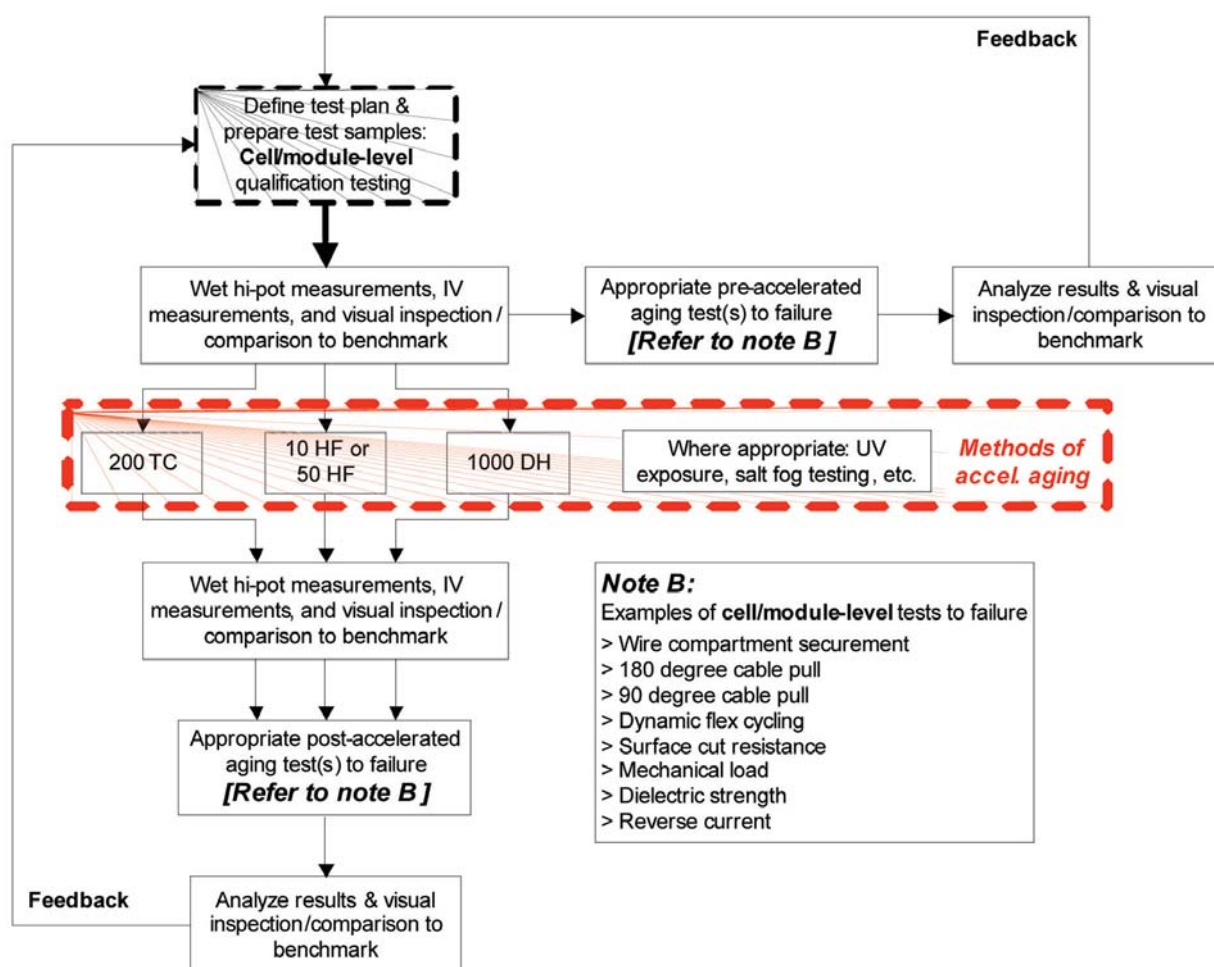 Feedback
Define test plan &
prepare test samples:
Cell/module-level
qualification testing
Wet hi-pot measurements, IV
measurements, and visual inspection /
comparison to benchmark
Appropriate pre-accelerated
aging test(s) to failure
[Refer to note B ]
Analyze results & visual
inspection/comparison to
benchmark
200 TC
10 HF or
50 HF
1000 DH
Where appropriate: UV
exposure, salt fog testing, etc.
Methods of
accel. aging
Wet hi-pot measurements, IV
measurements, and visual inspection /
comparison to benchmark
Note B:
Examples of cell/module-level tests to failure
> Wire compartment securement
> 180 degree cable pull
> 90 degree cable pull
> Dynamic flex cycling
> Surface cut resistance
> Mechanical load
> Dielectric strength
> Reverse current
Appropriate post-accelerated
aging test(s) to failure
[Refer to note B ]
Feedback
Analyze results & visual
inspection/comparison to
benchmark